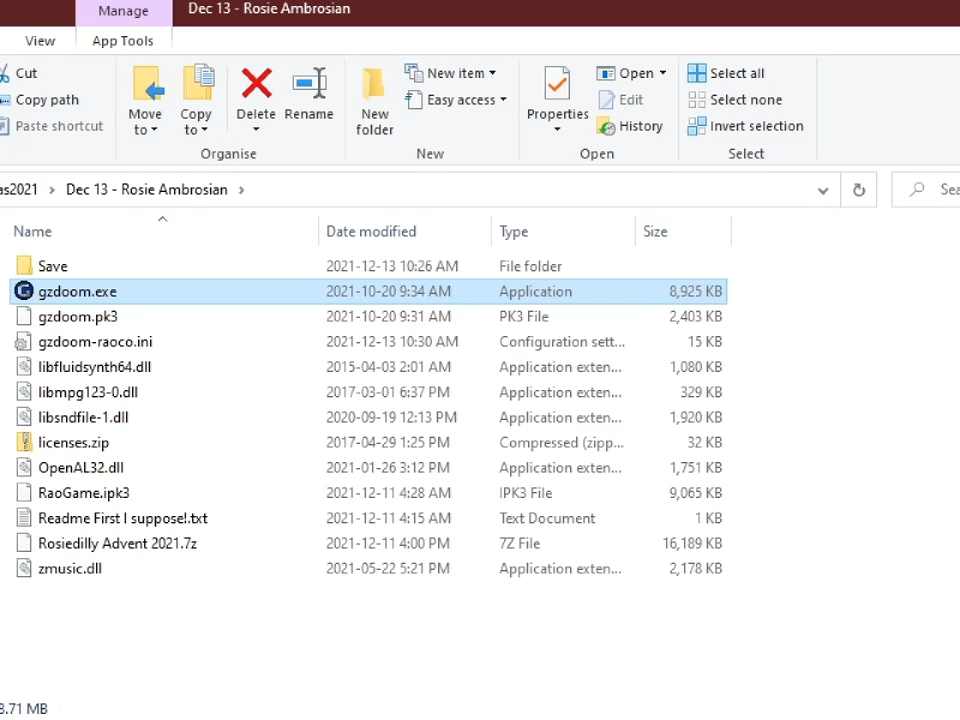 Manage Dec 13 - Rosie Ambrosian
View App Tools
Cut
Copy path
Paste shortcut
Move to
Copy to
Delete
Rename
Organise
New folder
New item
Easy access
New
Properties
Open
Edit
History
Open
Select all
Select none
Invert selection
Select
as2021 > Dec 13 - Rosie Ambrosian >
Name Date modified Type Size
Save 2021-12-13 10:26 AM File folder
gzdoom.exe 2021-10-20 9:34 AM Application 8,925 KB
gzdoom.pk3 2021-10-20 9:31 AM PK3 File 2,403 KB
gzdoom-raoco.ini 2021-12-13 10:30 AM Configuration sett... 15 KB
libfluidsynth64.dll 2015-04-03 2:01 AM Application exten... 1,080 KB
libmpg123-0.dll 2017-03-01 6:37 PM Application exten... 329 KB
libsndfile-1.dll 2020-09-19 12:13 PM Application exten... 1,920 KB
licenses.zip 2017-04-29 1:25 PM Compressed (zipp... 32 KB
OpenAL32.dll 2021-01-26 3:12 PM Application exten... 1,751 KB
RaoGame.ipk3 2021-12-11 4:28 AM IPK3 File 9,065 KB
Readme First I suppose!.txt 2021-12-11 4:15 AM Text Document 1 KB
Rosiedilly Advent 2021.7z 2021-12-11 4:00 PM 7Z File 16,189 KB
zmusic.dll 2021-05-22 5:21 PM Application exten... 2,178 KB
8.71 MB